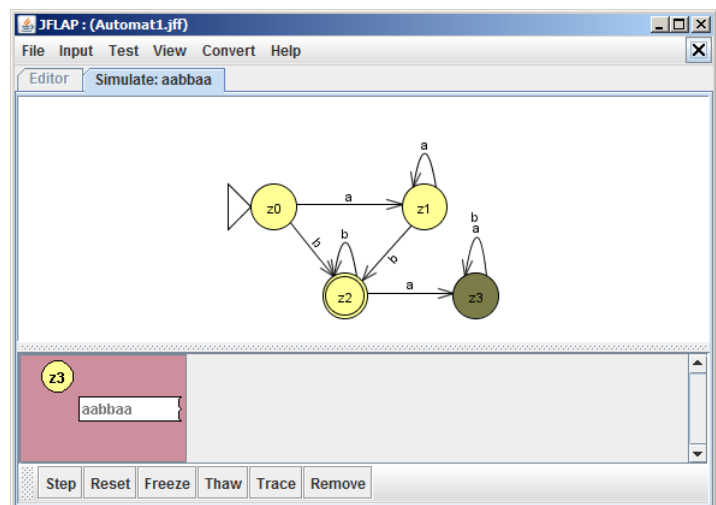 JFLAP : (Automat1.jff)
File Input Test View Convert Help
Editor Simulate: aabbaa
a
z0 a z1
b b b b
a
z2 a z3
z3
aabbaa
Step Reset Freeze Thaw Trace Remove